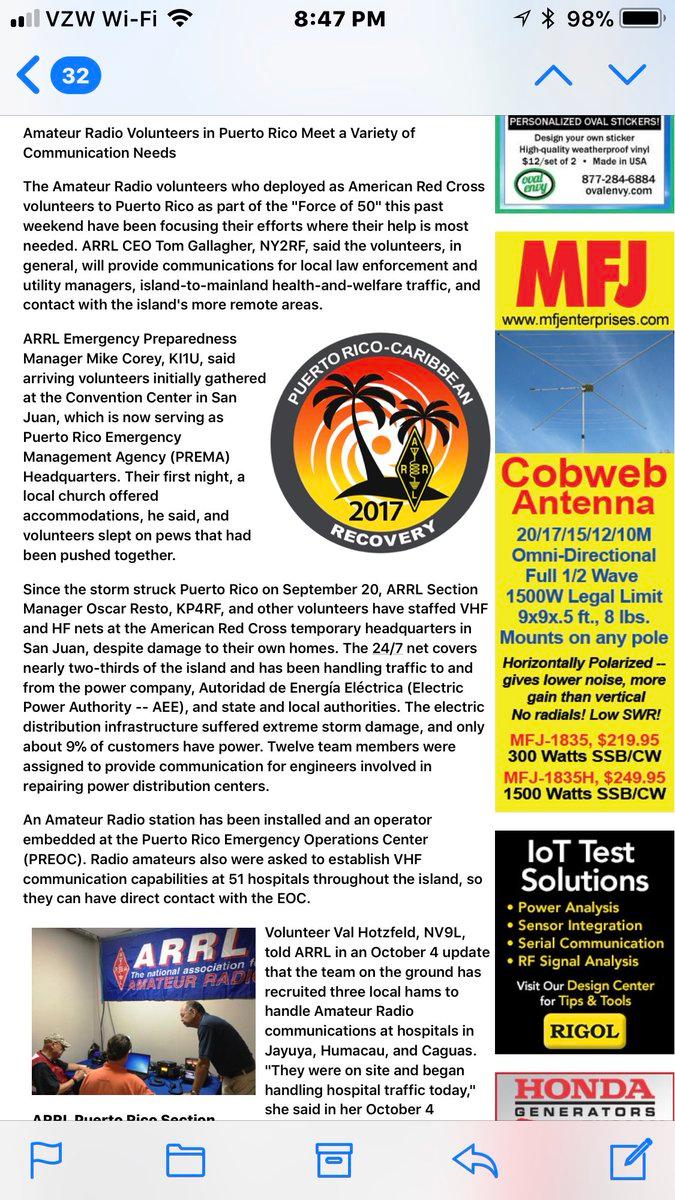 VZW Wi-Fi
8:47 PM
98%
32
Amateur Radio Volunteers in Puerto Rico Meet a Variety of
Communication Needs
The Amateur Radio volunteers who deployed as American Red Cross
volunteers to Puerto Rico as part of the "Force of 50" this past
weekend have been focusing their efforts where their help is most
needed. ARRL CEO Tom Gallagher, NY2RF, said the volunteers, in
general, will provide communications for local law enforcement and
utility managers, island-to-mainland health-and-welfare traffic, and
contact with the island's more remote areas.
ARRL Emergency Preparedness
Manager Mike Corey, KI1U, said
arriving volunteers initially gathered
at the Convention Center in San
Juan, which is now serving as
Puerto Rico Emergency
Management Agency (PREMA)
Headquarters. Their first night, a
local church offered
accommodations, he said, and
volunteers slept on pews that had
been pushed together.
PUERTO RICO-CARIBBEAN
A
R R
L
2017
RECOVERY
Since the storm struck Puerto Rico on September 20, ARRL Section
Manager Oscar Resto, KP4RF, and other volunteers have staffed VHF
and HF nets at the American Red Cross temporary headquarters in
San Juan, despite damage to their own homes. The 24/7 net covers
nearly two-thirds of the island and has been handling traffic to and
from the power company, Autoridad de Energía Eléctrica (Electric
Power Authority -- AEE), and state and local authorities. The electric
distribution infrastructure suffered extreme storm damage, and only
about 9% of customers have power. Twelve team members were
assigned to provide communication for engineers involved in
repairing power distribution centers.
An Amateur Radio station has been installed and an operator
embedded at the Puerto Rico Emergency Operations Center
(PREOC). Radio amateurs also were asked to establish VHF
communication capabilities at 51 hospitals throughout the island, so
they can have direct contact with the EOC.
ARRL
The national association f
AMATEUR RADIO
Volunteer Val Hotzfeld, NV9L,
told ARRL in an October 4 update
that the team on the ground has
recruited three local hams to
handle Amateur Radio
communications at hospitals in
Jayuya, Humacau, and Caguas.
"They were on site and began
handling hospital traffic today,"
she said in her October 4
ARRL Puerto Rico Section
PERSONALIZED OVAL STICKERS!
Design your own sticker
High-quality weatherproof vinyl
$12/set of 2 • Made in USA
oval envy
877-284-6884
ovalenvy.com
MFJ
www.mfjenterprises.com
Cobweb
Antenna
20/17/15/12/10M
Omni-Directional
Full 1/2 Wave
1500W Legal Limit
9x9x.5 ft., 8 lbs.
Mounts on any pole
Horizontally Polarized --
gives lower noise, more
gain than vertical
No radials! Low SWR!
MFJ-1835, $219.95
300 Watts SSB/CW
MFJ-1835H, $249.95
1500 Watts SSB/CW
IoT Test
Solutions
• Power Analysis
• Sensor Integration
• Serial Communication
• RF Signal Analysis
Visit Our Design Center
for Tips & Tools
RIGOL
HONDA
GENERATORS